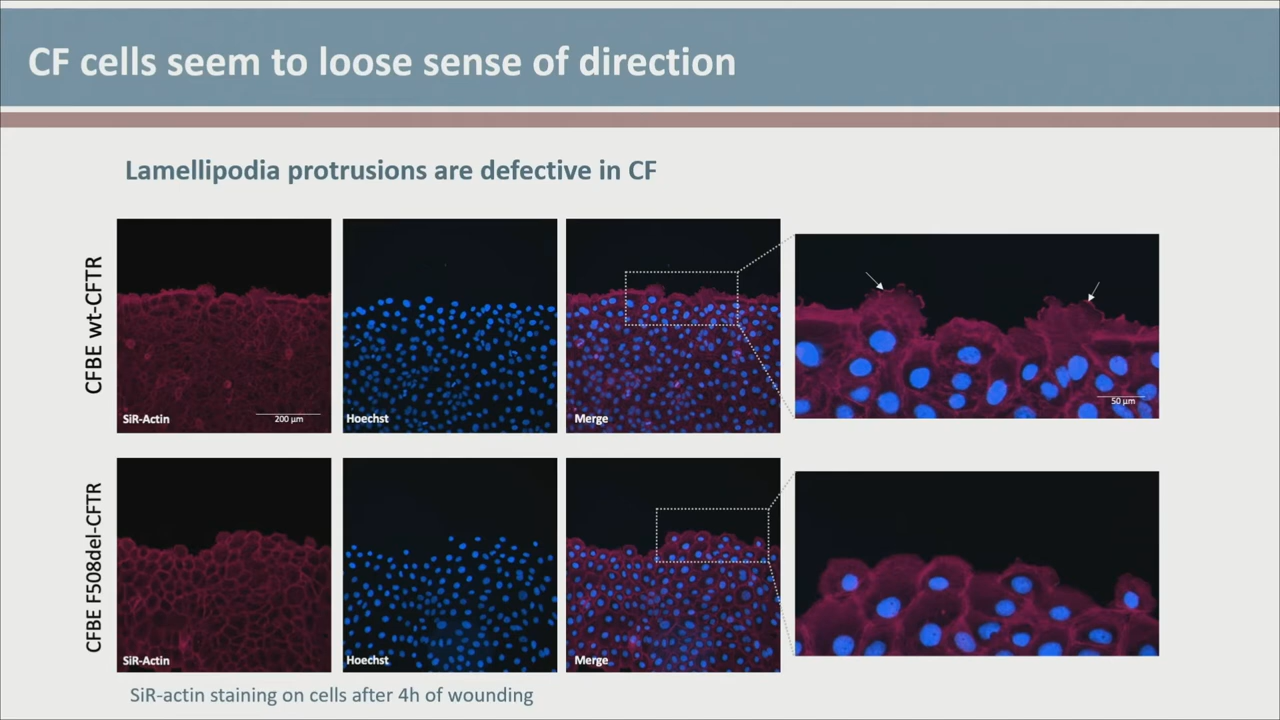 CF cells seem to loose sense of direction
Lamellipodia protrusions are defective in CF
CFBE wt-CFTR
SiR-Actin
200 µm
Hoechst
Merge
50 µm
CFBE F508del-CFTR
SiR-Actin
Hoechst
Merge
SiR-actin staining on cells after 4h of wounding